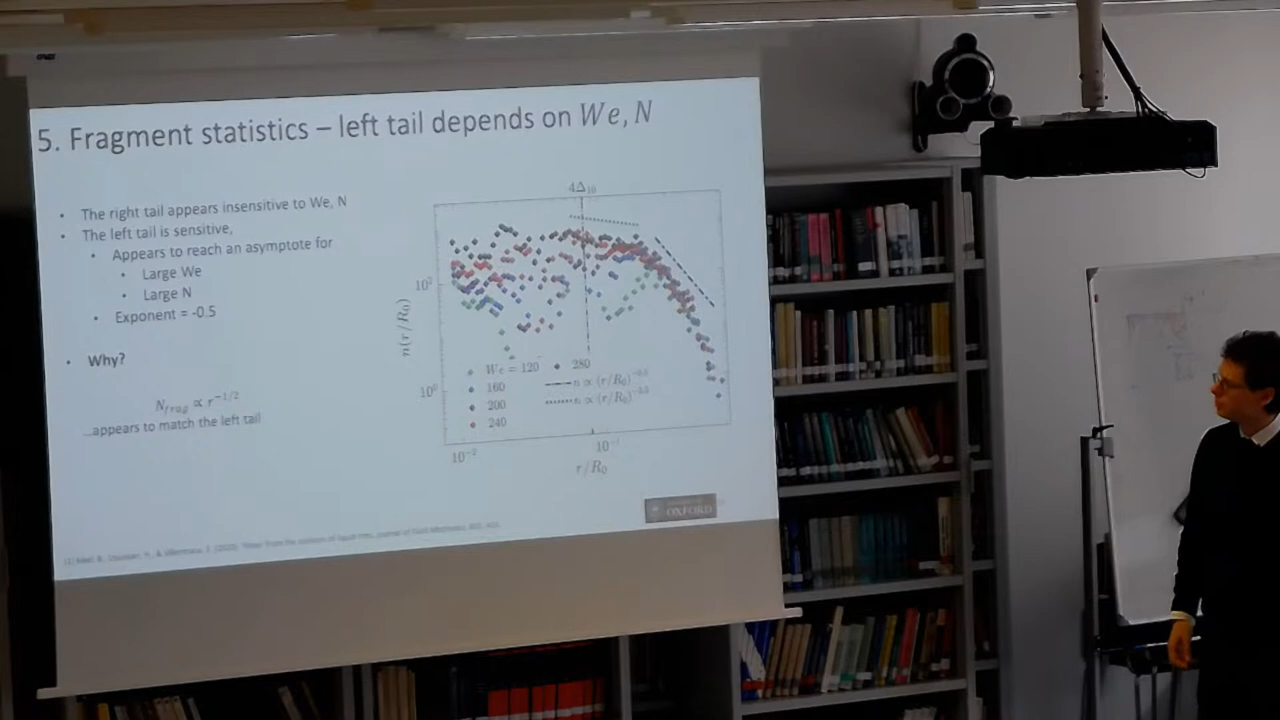 5. Fragment statistics – left tail depends on We, N
• The right tail appears insensitive to We, N
• The left tail is sensitive,
• Appears to reach an asymptote for
• Large We
• Large N
• Exponent = -0.5
• Why?
N_frag ∝ r^{-1/2}
...appears to match the left tail
4Δ_10
n(r/R_0)
10^0
We = 120
280
160
200
240
n ∝ (r/R_0)
n ∝ (r/R_0)
10^{-2}
10^{-1}
r/R_0
OXFORD